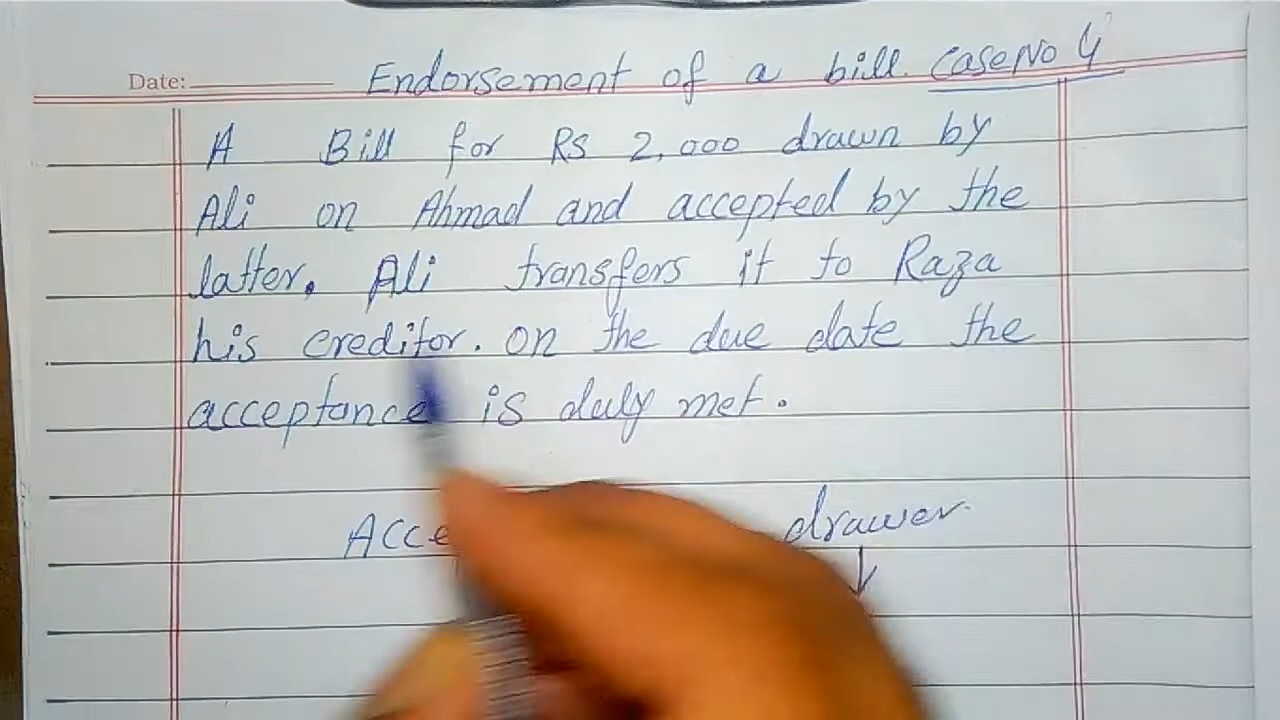 Endorsement of a bill. Case No 4
Date:
A Bill for Rs 2,000 drawn by
Ali on Ahmad and accepted by the
latter. Ali transfers it to Raza
his creditor. on the due date the
acceptance is duly met.
drawer.